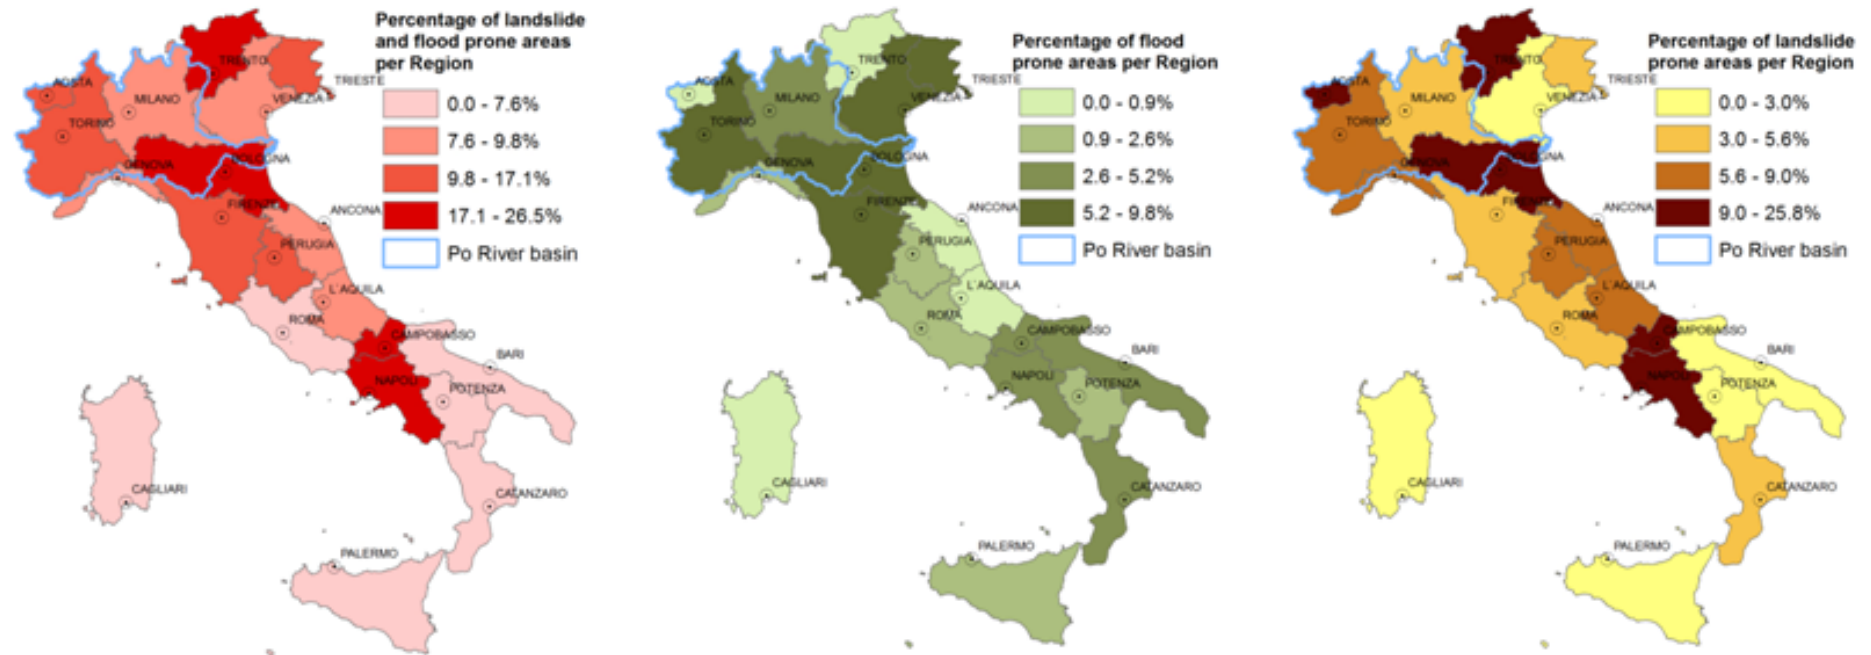 Percentage of landslide
and flood prone areas
per Region
0.0 - 7.6%
7.6 - 9.8%
9.8 - 17.1%
17.1 - 26.5%
Po River basin
AOSTA
TRENTO
TRIESTE
MILANO
VENEZIA
TORINO
GENOVA
BOLOGNA
FIRENZE
ANCONA
PERUGIA
L'AQUILA
ROMA
CAMPOBASSO
BARI
NAPOLI
POTENZA
CAGLIARI
CATANZARO
PALERMO
Percentage of flood
prone areas per Region
0.0 - 0.9%
0.9 - 2.6%
2.6 - 5.2%
5.2 - 9.8%
Po River basin
AOSTA
TRENTO
TRIESTE
MILANO
VENEZIA
TORINO
GENOVA
BOLOGNA
FIRENZE
ANCONA
PERUGIA
L'AQUILA
ROMA
CAMPOBASSO
BARI
NAPOLI
POTENZA
CAGLIARI
CATANZARO
PALERMO
Percentage of landslide
prone areas per Region
0.0 - 3.0%
3.0 - 5.6%
5.6 - 9.0%
9.0 - 25.8%
Po River basin
AOSTA
TRENTO
TRIESTE
MILANO
VENEZIA
TORINO
GENOVA
BOLOGNA
FIRENZE
ANCONA
PERUGIA
L'AQUILA
ROMA
CAMPOBASSO
BARI
NAPOLI
POTENZA
CAGLIARI
CATANZARO
PALERMO